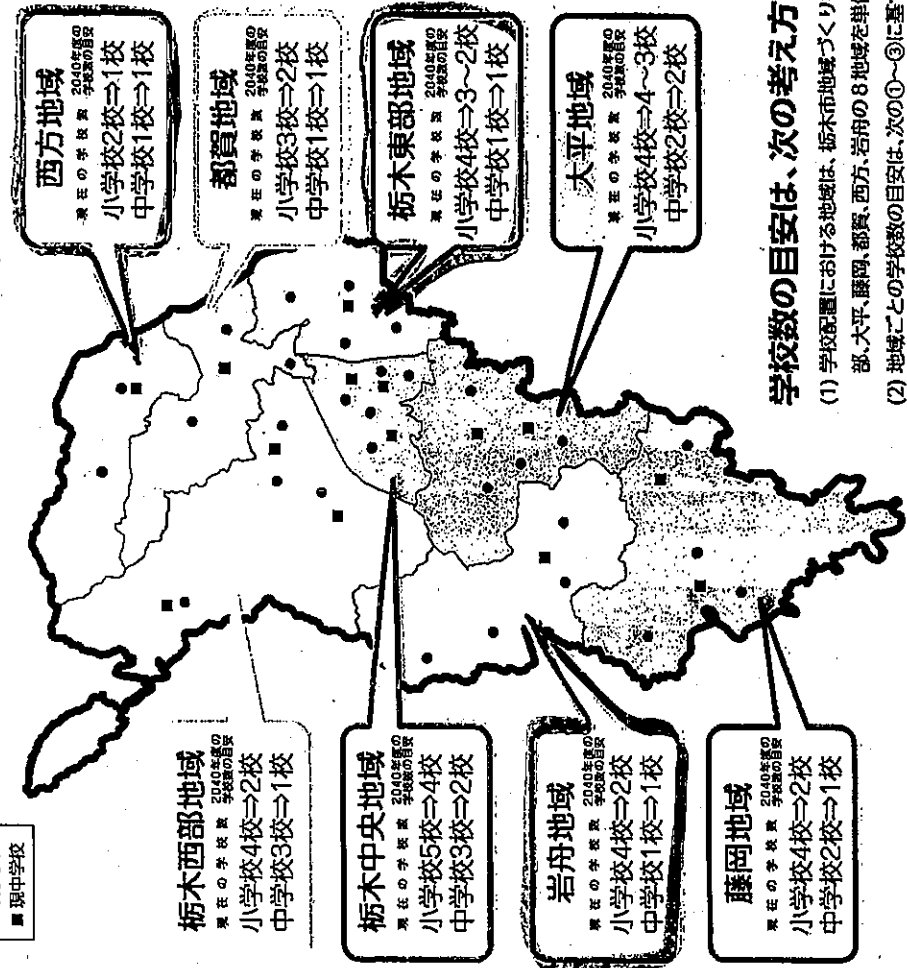 ■ 現中学校
西方地域
現在の学校数 2040年度の学校数の目安
小学校2校⇒1校
中学校1校⇒1校
都賀地域
現在の学校数 2040年度の学校数の目安
小学校3校⇒2校
中学校1校⇒1校
栃木東部地域
現在の学校数 2040年度の学校数の目安
小学校4校⇒3~2校
中学校1校⇒1校
大平地域
現在の学校数 2040年度の学校数の目安
小学校4校⇒4~3校
中学校2校⇒2校
栃木西部地域
現在の学校数 2040年度の学校数の目安
小学校4校⇒2校
中学校3校⇒1校
栃木中央地域
現在の学校数 2040年度の学校数の目安
小学校5校⇒4校
中学校3校⇒2校
岩舟地域
現在の学校数 2040年度の学校数の目安
小学校4校⇒2校
中学校1校⇒1校
藤岡地域
現在の学校数 2040年度の学校数の目安
小学校4校⇒2校
中学校2校⇒1校
学校数の目安は、次の考え方
(1) 学校配置における地域は、栃木市地域づくり
部、大平、藤岡、都賀、西方、岩舟の8地域を単
(2) 地域ごとの学校数の目安は、次の①~③に基